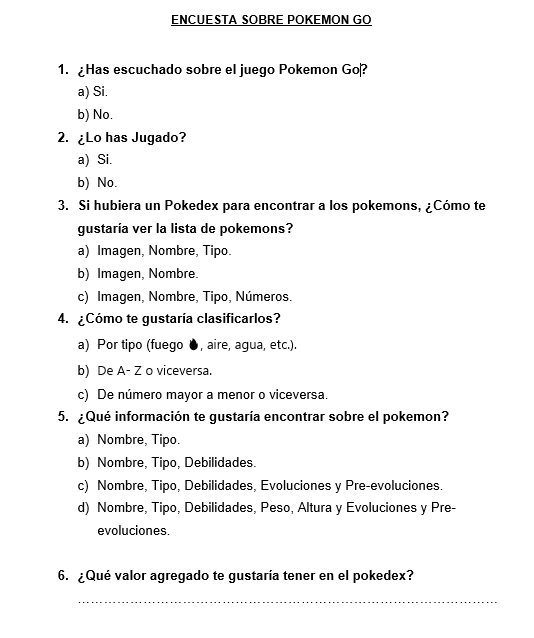 ENCUESTA SOBRE POKEMON GO
1. ¿Has escuchado sobre el juego Pokemon Go?
a) Si.
b) No.
2. ¿Lo has Jugado?
a) Si.
b) No.
3. Si hubiera un Pokedex para encontrar a los pokemons, ¿Cómo te
gustaría ver la lista de pokemons?
a) Imagen, Nombre, Tipo.
b) Imagen, Nombre.
c) Imagen, Nombre, Tipo, Números.
4. ¿Cómo te gustaría clasificarlos?
a) Por tipo (fuego 🔥, aire, agua, etc.).
b) De A- Z o viceversa.
c) De número mayor a menor o viceversa.
5. ¿Qué información te gustaría encontrar sobre el pokemon?
a) Nombre, Tipo.
b) Nombre, Tipo, Debilidades.
c) Nombre, Tipo, Debilidades, Evoluciones y Pre-evoluciones.
d) Nombre, Tipo, Debilidades, Peso, Altura y Evoluciones y Pre-
evoluciones.
6. ¿Qué valor agregado te gustaría tener en el pokedex?
................................................................................................